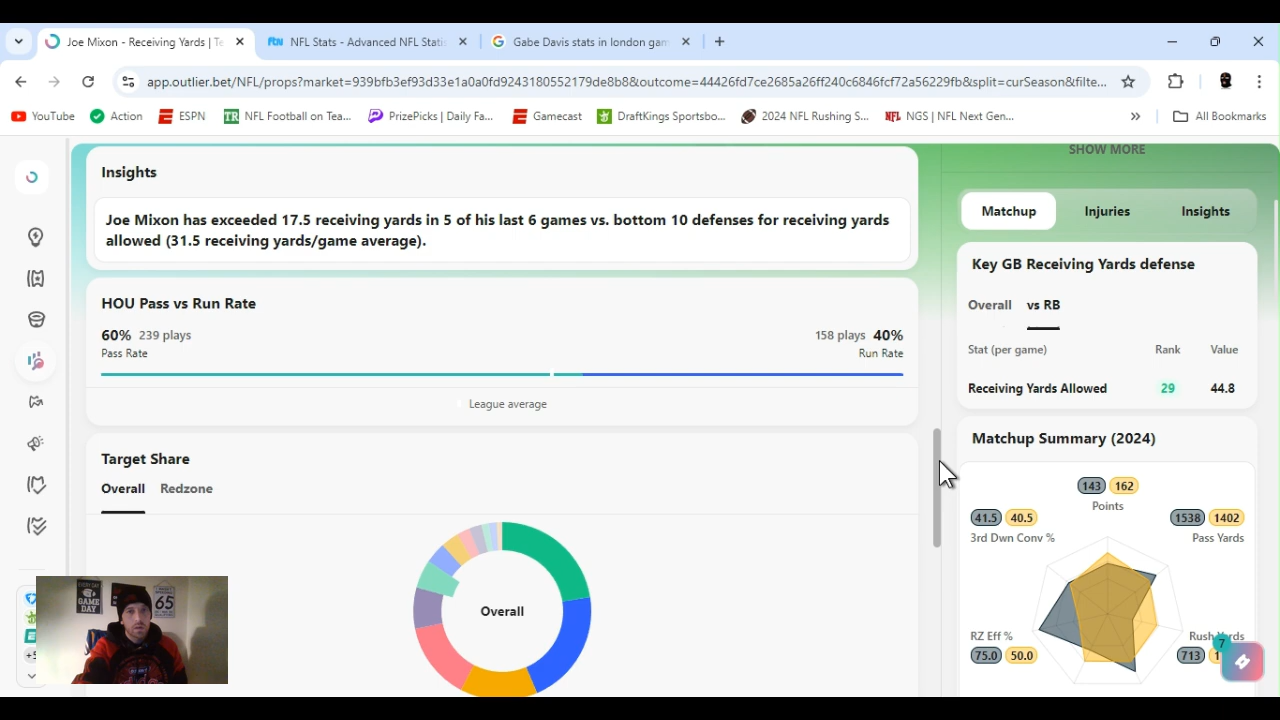 Joe Mixon - Receiving Yards | Te
NFL Stats - Advanced NFL Stati
Gabe Davis stats in london gam
app.outlier.bet/NFL/props?market=939bfb3ef93d33e1a0a0fd9243180552179de8b8&outcome=44426fd7ce2685a26ff240c6846fcf72a56229fb&split=curSeason&filte...
YouTube
Action
ESPN
NFL Football on Tea...
PrizePicks | Daily Fa...
Gamecast
DraftKings Sportsbo...
2024 NFL Rushing S...
NGS | NFL Next Gen...
All Bookmarks
SHOW MORE
Insights
Joe Mixon has exceeded 17.5 receiving yards in 5 of his last 6 games vs. bottom 10 defenses for receiving yards
allowed (31.5 receiving yards/game average).
HOU Pass vs Run Rate
60% 239 plays
158 plays 40%
Pass Rate
Run Rate
League average
Target Share
Overall Redzone
Overall
GAME
DAY
65
Matchup Injuries Insights
Key GB Receiving Yards defense
Overall vs RB
Stat (per game) Rank Value
Receiving Yards Allowed 29 44.8
Matchup Summary (2024)
143 162
Points
41.5 40.5
3rd Dwn Conv %
1538 1402
Pass Yards
RZ Eff %
75.0 50.0
713
7